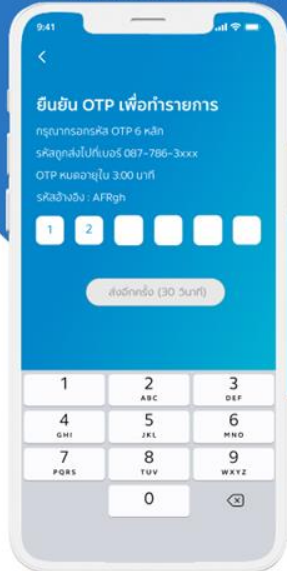 9:41
ยืนยัน OTP เพื่อทำรายการ
กรุณากรอกรหัส OTP 6 หลัก
รหัสถูกส่งไปที่เบอร์ 087-786-3xxx
OTP หมดอายุใน 3:00 นาที
รหัสอ้างอิง : AFRgh
1 2
ส่งอีกครั้ง (30 วินาที)
1 2 3
ABC DEF
4 5 6
GHI JKL MNO
7 8 9
PQRS TUV WXYZ
0